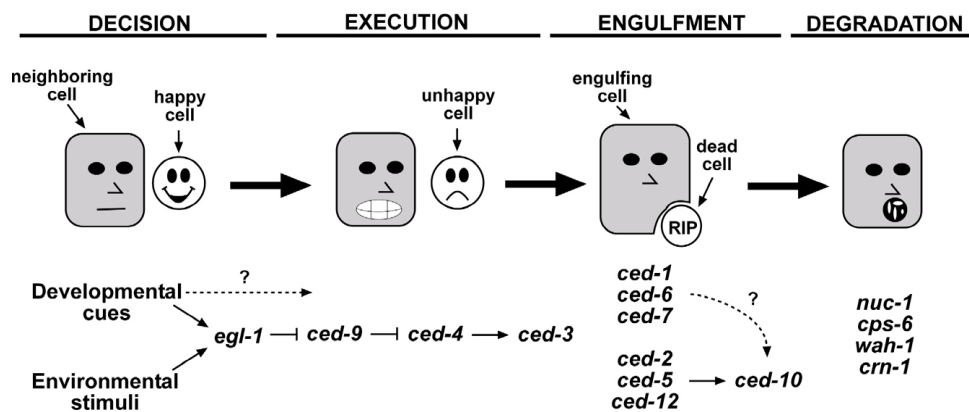 DECISION EXECUTION ENGULFMENT DEGRADATION
neighboring
cell
happy
cell
unhappy
cell
engulfing
cell
dead
cell
RIP
Developmental
cues
?
egl-1 ced-9 ced-4 ced-3
Environmental
stimuli
ced-1
ced-6
ced-7
?
ced-2
ced-5
ced-12
ced-10
nuc-1
cps-6
wah-1
crn-1